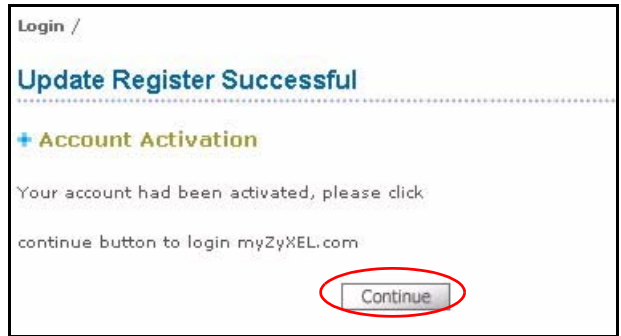 Login /
Update Register Successful
+ Account Activation
Your account had been activated, please click
continue button to login myZyXEL.com
Continue